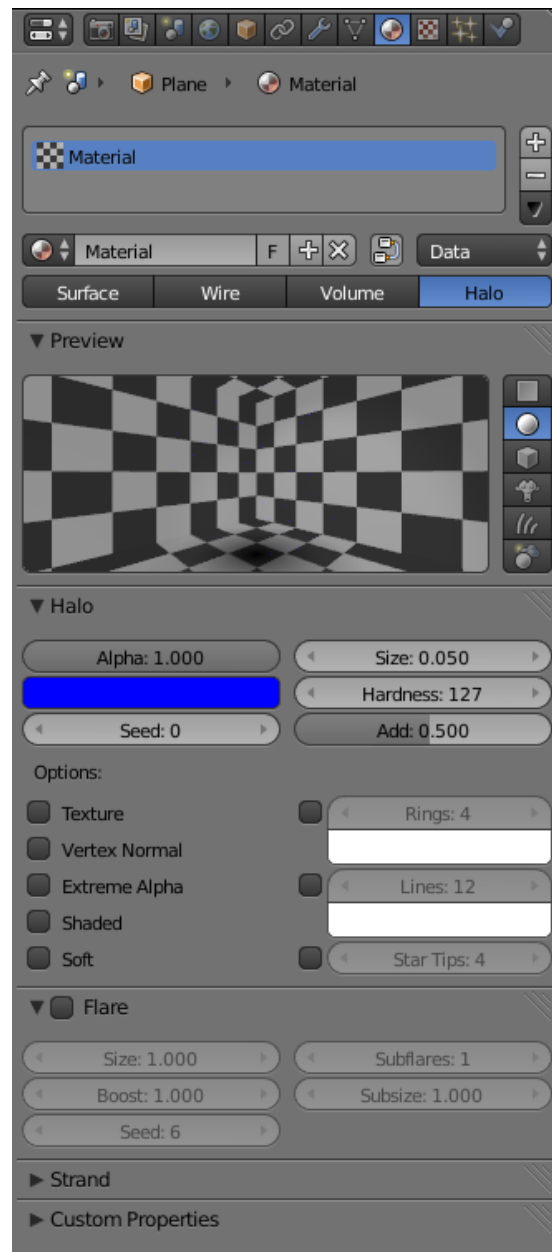 Plane Material
Material
Material F Data
Surface Wire Volume Halo
Preview
Halo
Alpha: 1.000 Size: 0.050
Hardness: 127
Seed: 0 Add: 0.500
Options:
Texture Rings: 4
Vertex Normal
Extreme Alpha Lines: 12
Shaded
Soft Star Tips: 4
Flare
Size: 1.000 Subflares: 1
Boost: 1.000 Subsize: 1.000
Seed: 6
Strand
Custom Properties